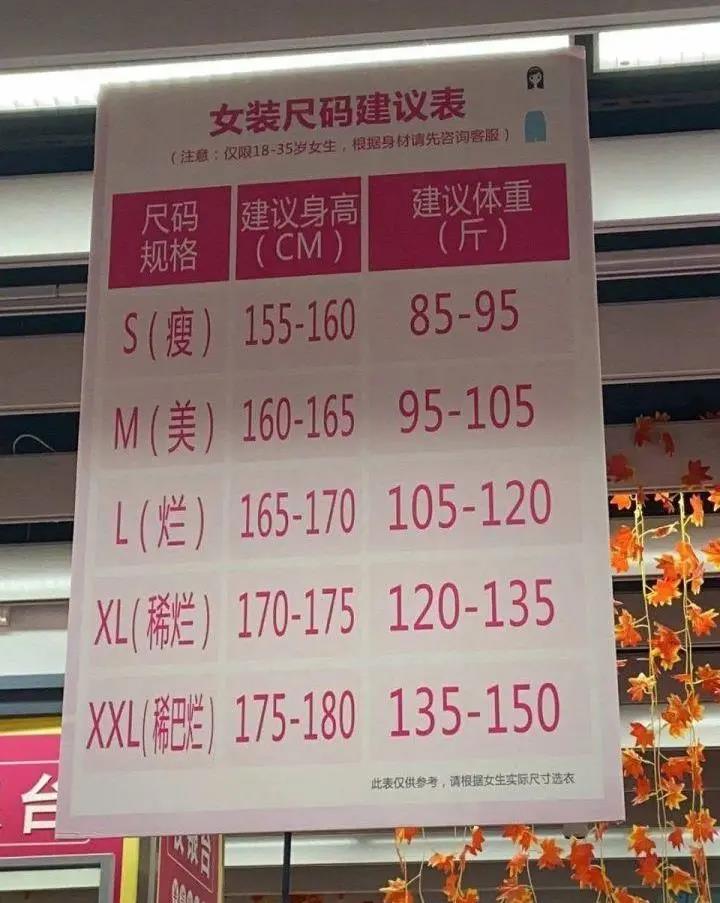 女装尺码建议表
（注意：仅限18-35岁女生，根据身材请先咨询客服）
尺码规格 建议身高（CM） 建议体重（斤）
S（瘦） 155-160 85-95
M（美） 160-165 95-105
L（烂） 165-170 105-120
XL（稀烂） 170-175 120-135
XXL（稀巴烂） 175-180 135-150
此表仅供参考，请根据女生实际尺寸选衣
台